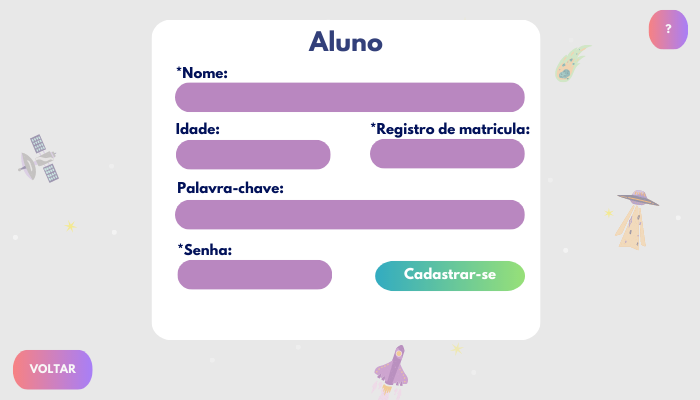 Aluno
?
*Nome:
Idade:
*Registro de matricula:
Palavra-chave:
*Senha:
Cadastrar-se
VOLTAR